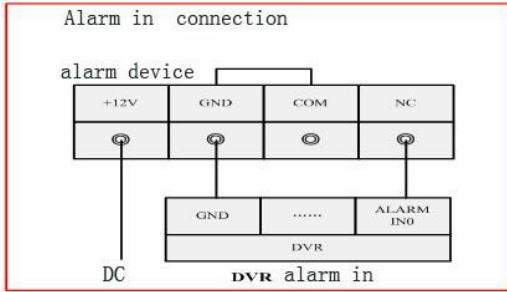 Alarm in connection
alarm device
+12V GND COM NC
GND ...... ALARM IN0
DVR
DC DVR alarm in